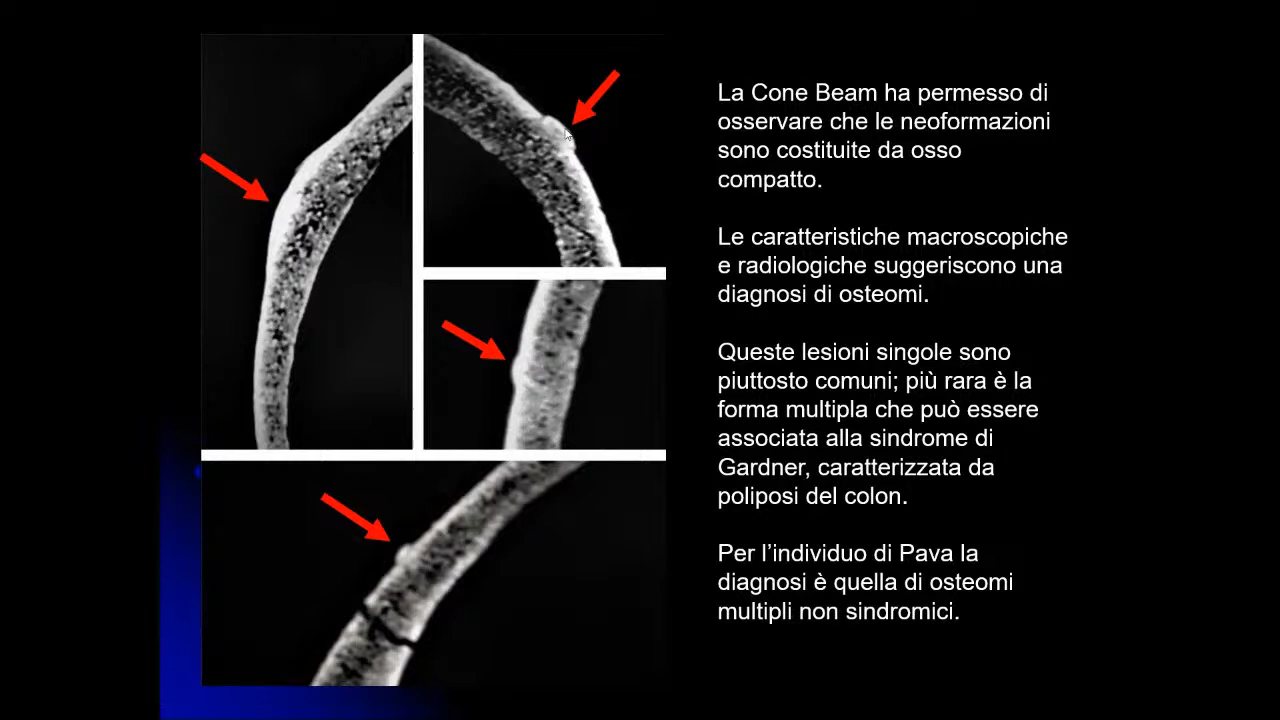 La Cone Beam ha permesso di
osservare che le neoformazioni
sono costituite da osso
compatto.
Le caratteristiche macroscopiche
e radiologiche suggeriscono una
diagnosi di osteomi.
Queste lesioni singole sono
piuttosto comuni; più rara è la
forma multipla che può essere
associata alla sindrome di
Gardner, caratterizzata da
poliposi del colon.
Per l’individuo di Pava la
diagnosi è quella di osteomi
multipli non sindromici.